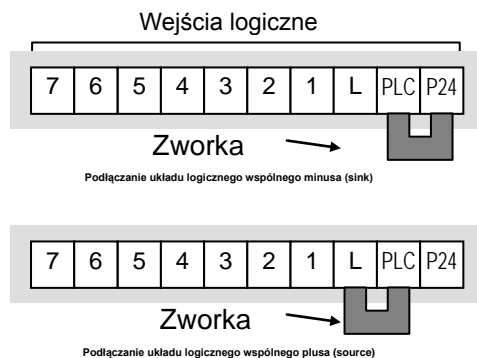 Wejścia logiczne
7 6 5 4 3 2 1 L PLC P24
Zworka
Podłączanie układu logicznego wspólnego minusa (sink)
7 6 5 4 3 2 1 L PLC P24
Zworka
Podłączanie układu logicznego wspólnego plusa (source)